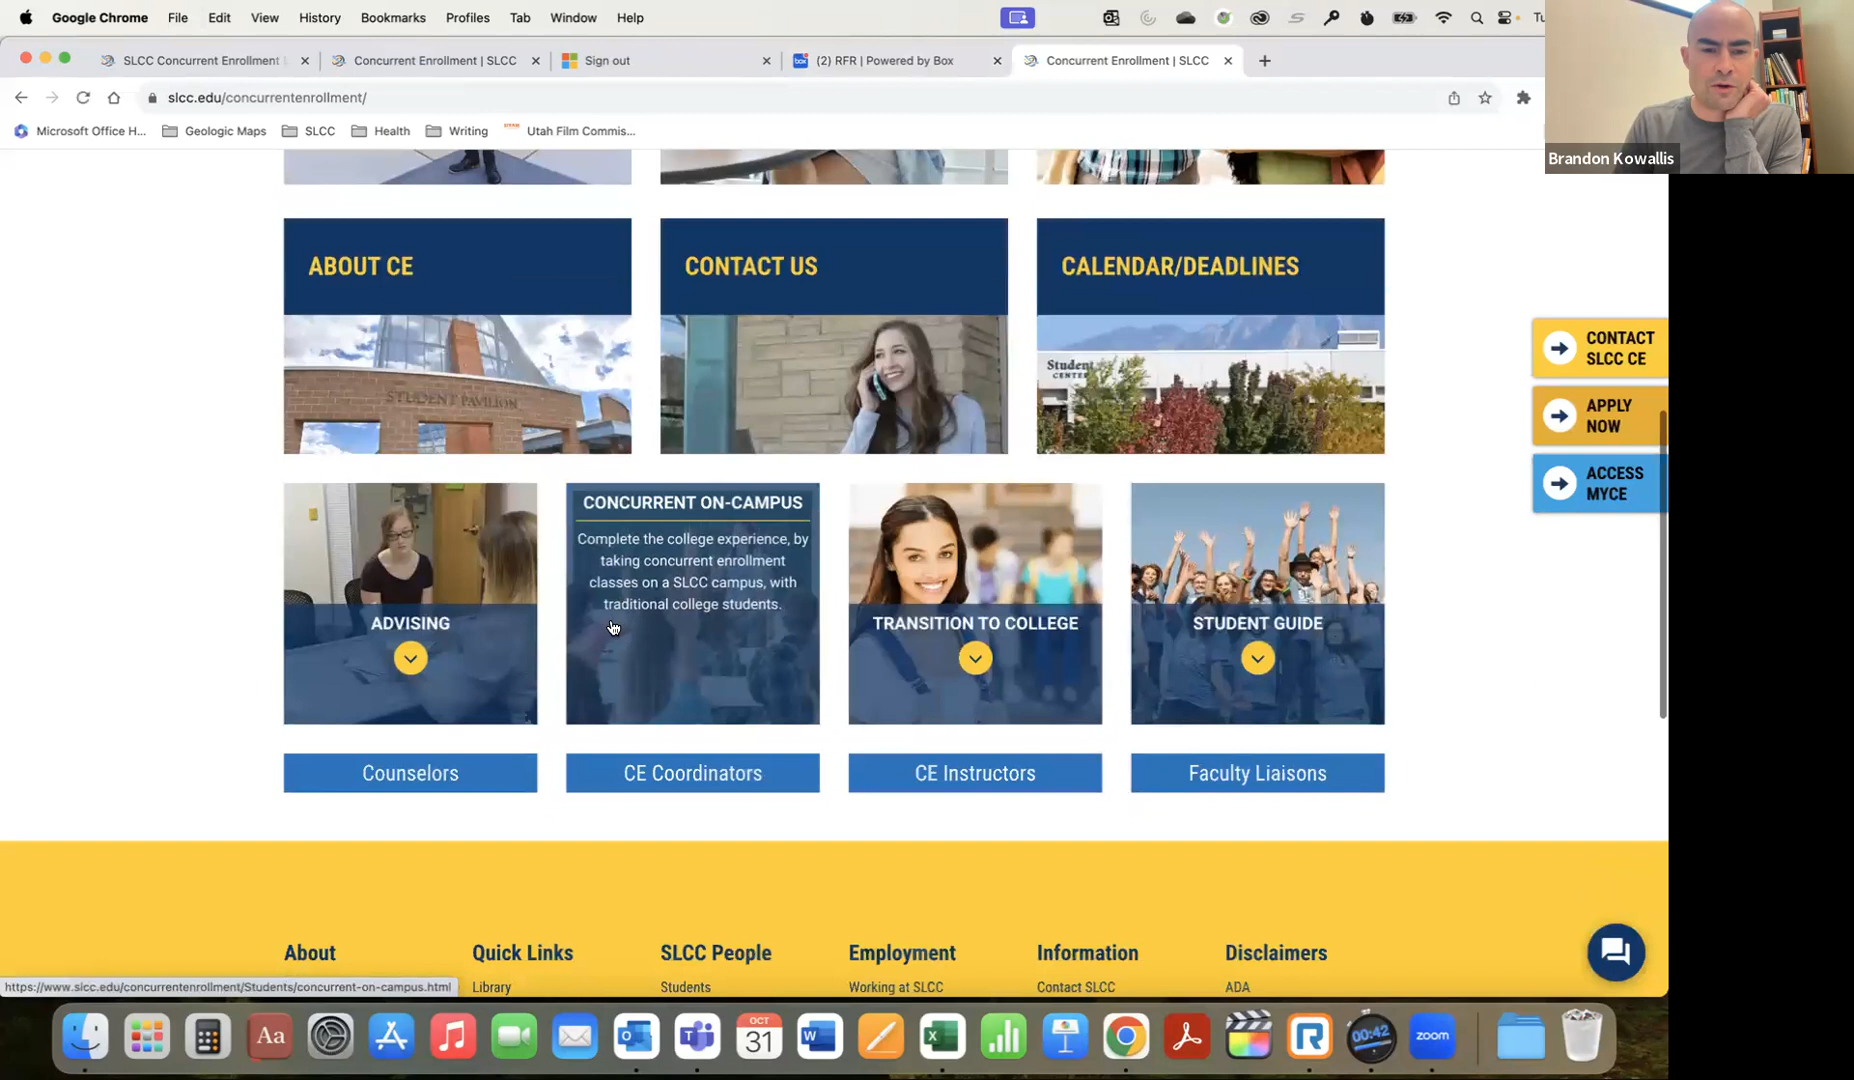 Google Chrome File Edit View History Bookmarks Profiles Tab Window Help
SLCC Concurrent Enrollment
Concurrent Enrollment | SLCC
Sign out
(2) RFR | Powered by Box
Concurrent Enrollment | SLCC
slcc.edu/concurrentenrollment/
Microsoft Office H...
Geologic Maps
SLCC
Health
Writing
Utah Film Commis...
Brandon Kowallis
ABOUT CE
CONTACT US
CALENDAR/DEADLINES
STUDENT PAVILION
Student
CENTER
CONTACT
SLCC CE
APPLY
NOW
ACCESS
MYCE
ADVISING
CONCURRENT ON-CAMPUS
Complete the college experience, by
taking concurrent enrollment
classes on a SLCC campus, with
traditional college students.
TRANSITION TO COLLEGE
STUDENT GUIDE
Counselors
CE Coordinators
CE Instructors
Faculty Liaisons
About
Quick Links
SLCC People
Employment
Information
Disclaimers
Library
Students
Working at SLCC
Contact SLCC
ADA
https://www.slcc.edu/concurrentenrollment/Students/concurrent-on-campus.html
Aa
OCT
31
00:42
zoom